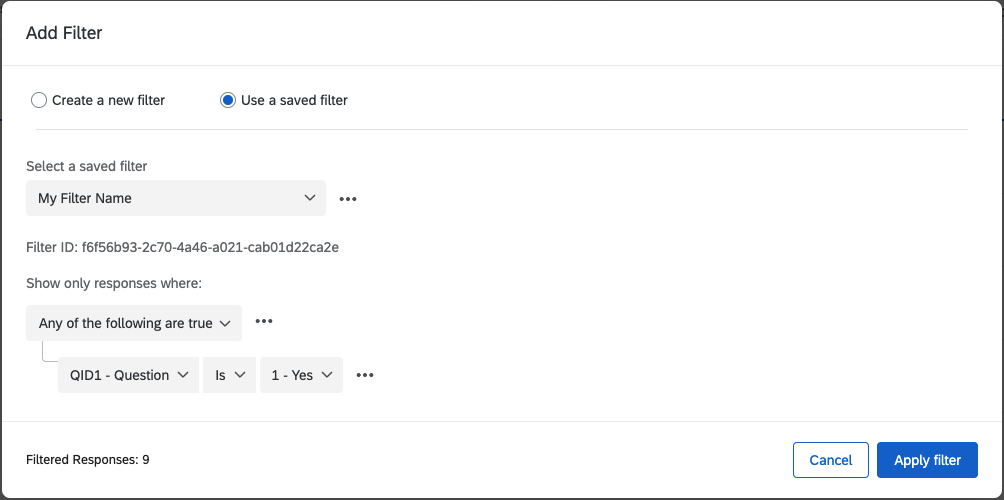 Add Filter
Create a new filter
Use a saved filter
Select a saved filter
My Filter Name
Filter ID: f6f56b93-2c70-4a46-a021-cab01d22ca2e
Show only responses where:
Any of the following are true
QID1 - Question Is 1 - Yes
Filtered Responses: 9
Cancel Apply filter